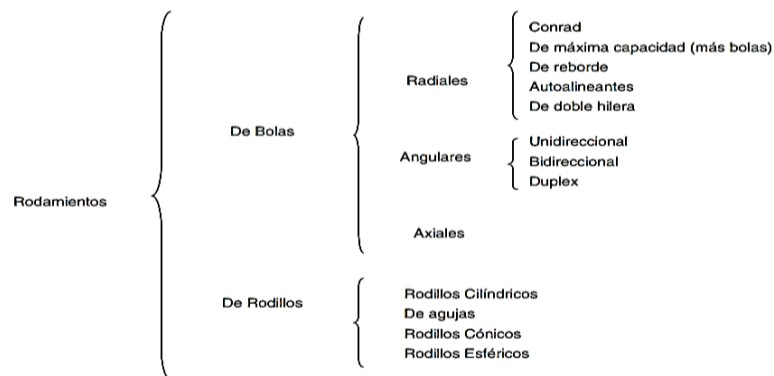 Rodamientos
De Bolas
Radiales
Conrad
De máxima capacidad (más bolas)
De reborde
Autoalineantes
De doble hilera
Angulares
Unidireccional
Bidireccional
Duplex
Axiales
De Rodillos
Rodillos Cilíndricos
De agujas
Rodillos Cónicos
Rodillos Esféricos